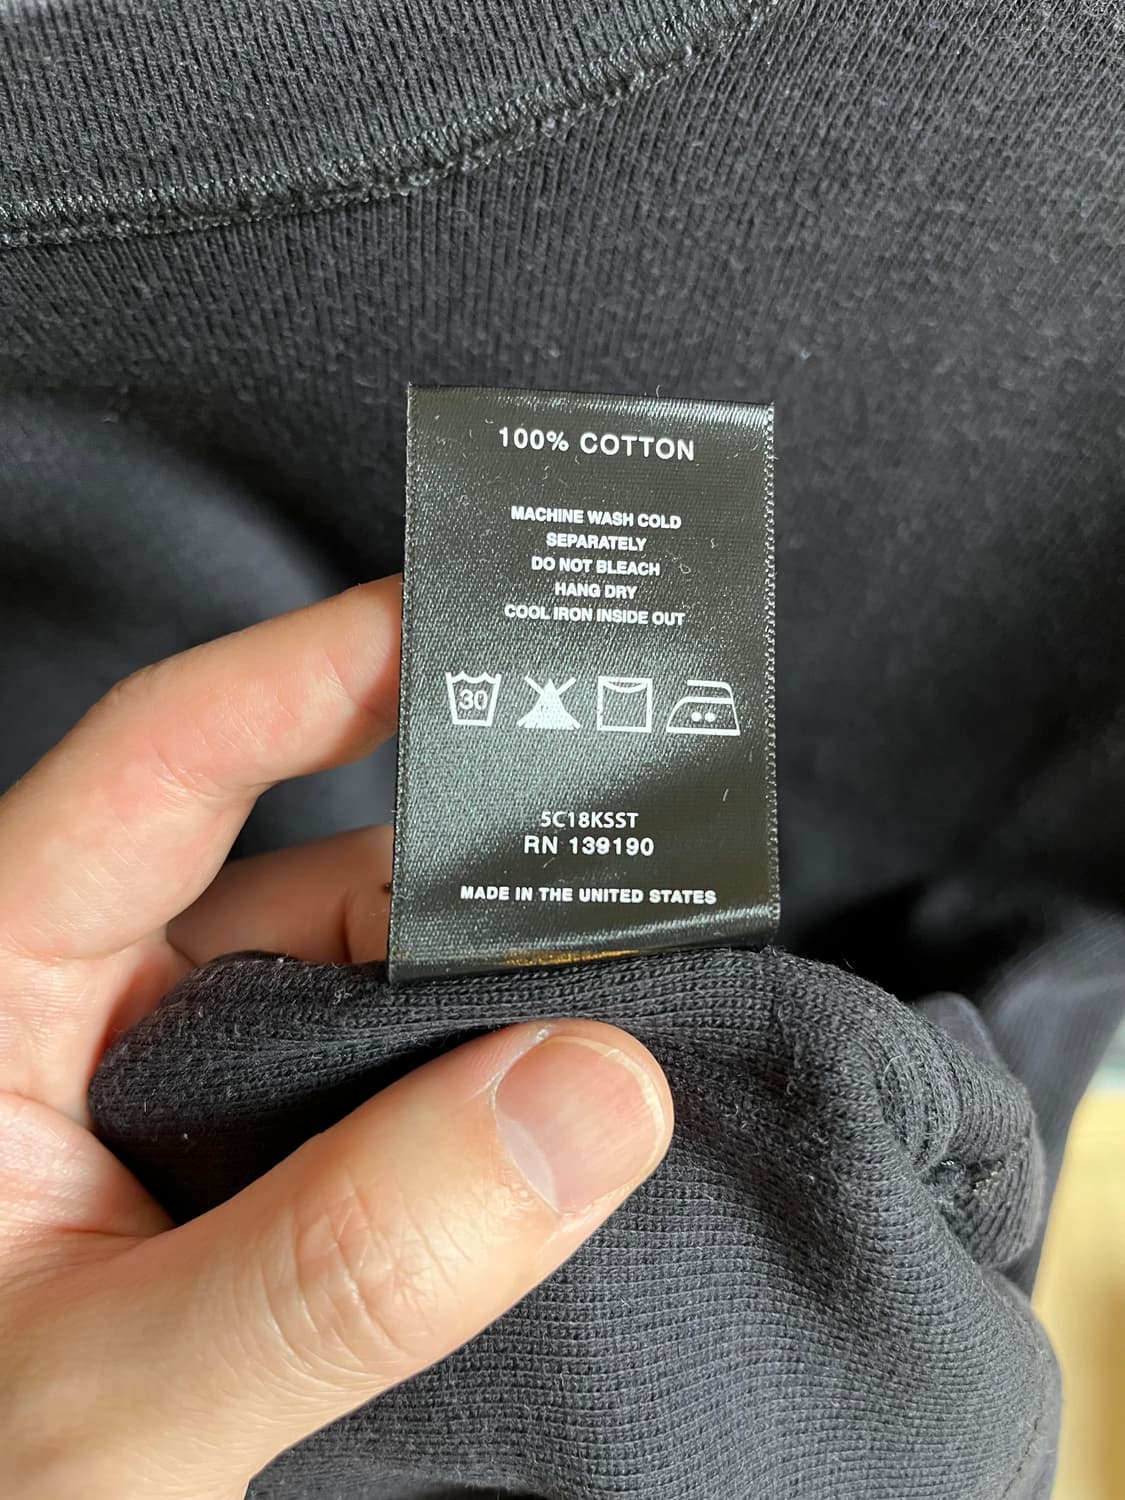 100% COTTON
MACHINE WASH COLD
SEPARATELY
DO NOT BLEACH
HANG DRY
COOL IRON INSIDE OUT
30
5C18KSST
RN 139190
MADE IN THE UNITED STATES